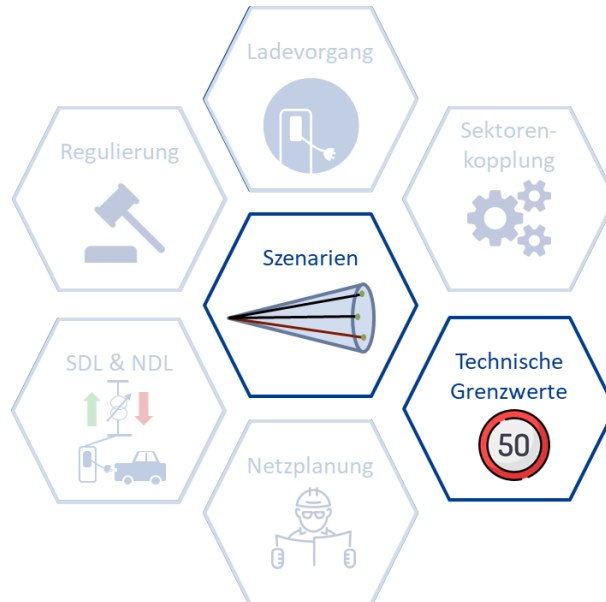 Ladevorgang
Regulierung
Sektoren-
kopplung
Szenarien
SDL & NDL
Technische
Grenzwerte
50
Netzplanung